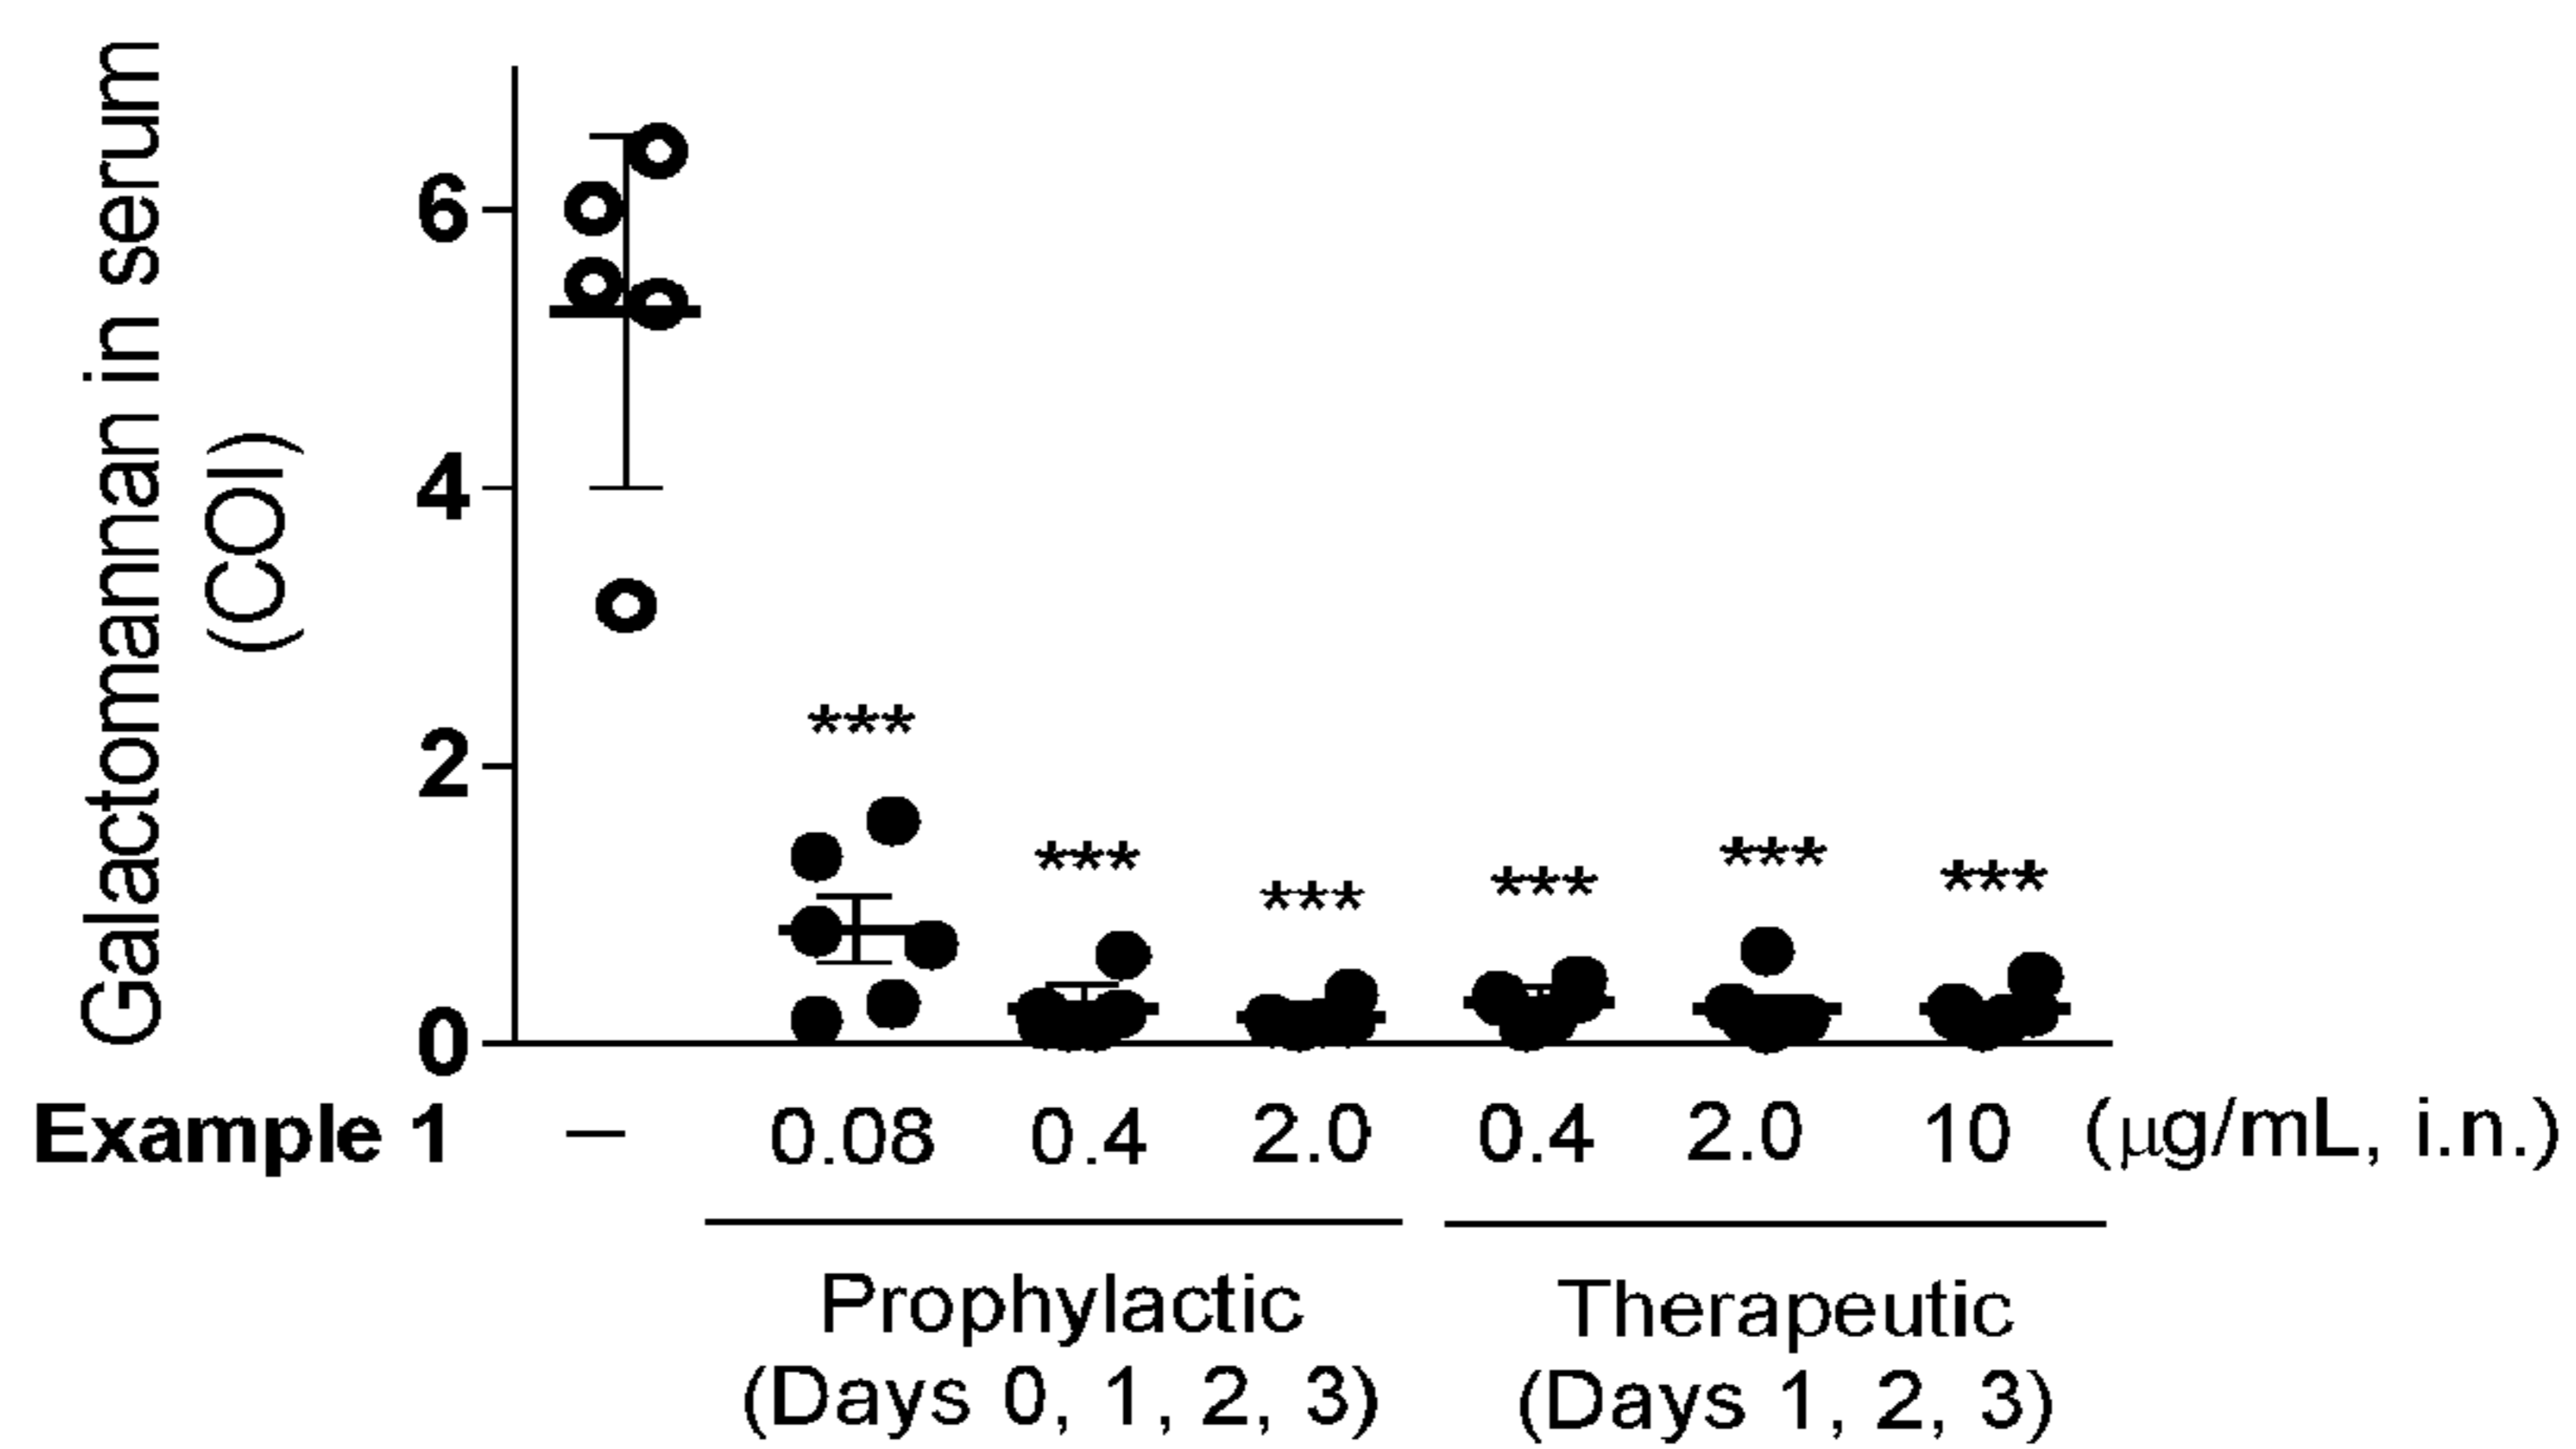 Galactomannan in serum
(COI)
6
4
2
0
***
***
***
***
***
***
Example 1 – 0.08 0.4 2.0 0.4 2.0 10 (μg/mL, i.n.)
Prophylactic
(Days 0, 1, 2, 3)
Therapeutic
(Days 1, 2, 3)